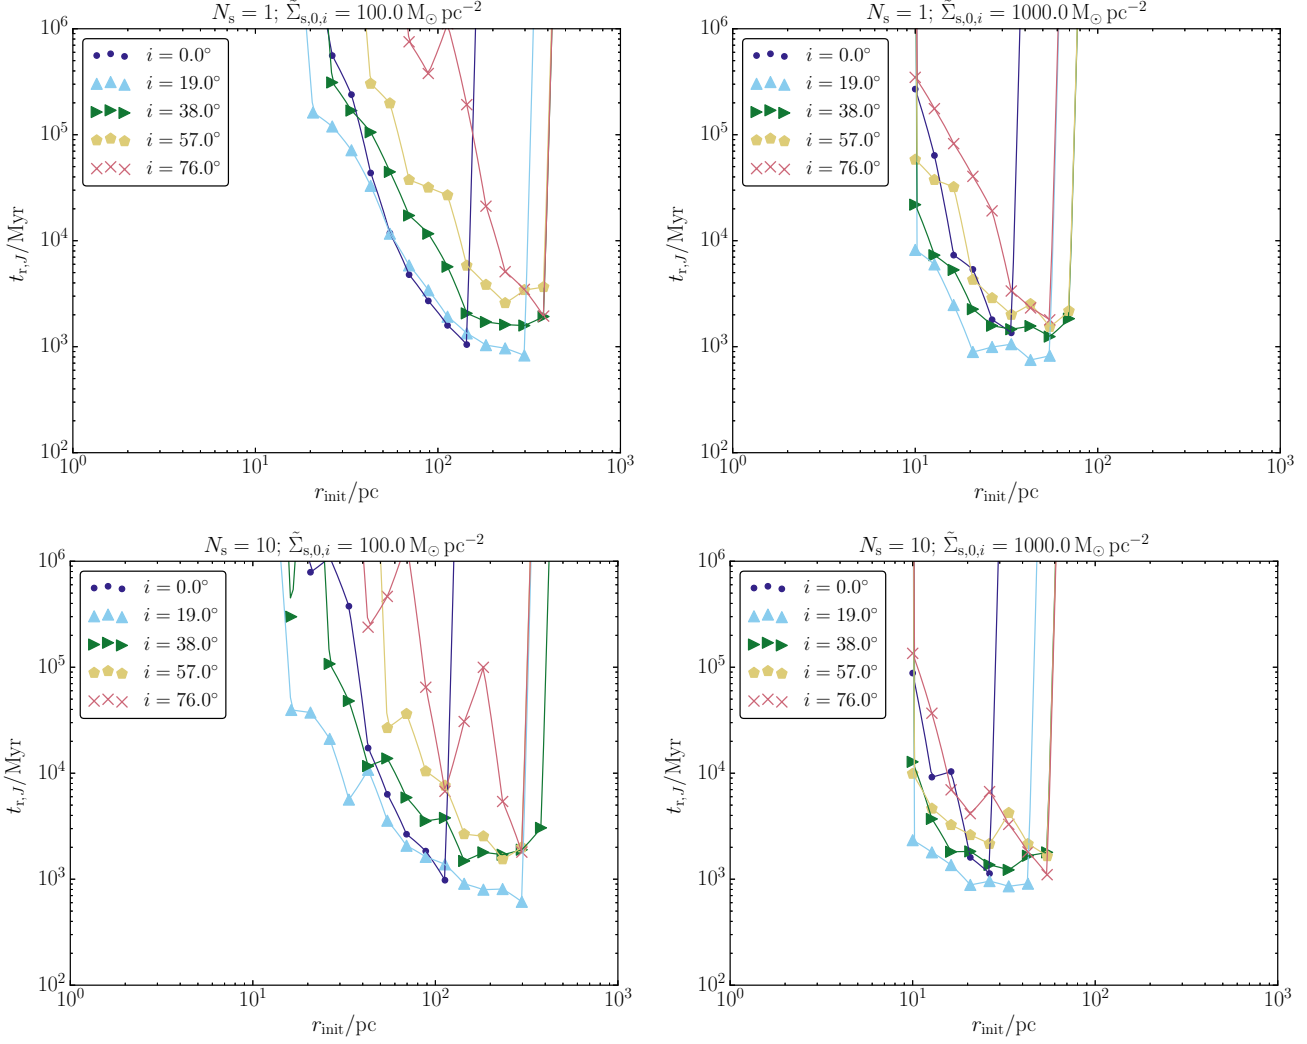 N_s = 1; Σ̃_{s,0,i} = 100.0 M_⊙ pc^{−2}
10^6
10^5
10^4
10^3
10^2
t_{r,J}/Myr
i = 0.0°
i = 19.0°
i = 38.0°
i = 57.0°
i = 76.0°
10^0 10^1 10^2 10^3
r_init/pc
N_s = 1; Σ̃_{s,0,i} = 1000.0 M_⊙ pc^{−2}
10^6
10^5
10^4
10^3
10^2
t_{r,J}/Myr
i = 0.0°
i = 19.0°
i = 38.0°
i = 57.0°
i = 76.0°
10^0 10^1 10^2 10^3
r_init/pc
N_s = 10; Σ̃_{s,0,i} = 100.0 M_⊙ pc^{−2}
10^6
10^5
10^4
10^3
10^2
t_{r,J}/Myr
i = 0.0°
i = 19.0°
i = 38.0°
i = 57.0°
i = 76.0°
10^0 10^1 10^2 10^3
r_init/pc
N_s = 10; Σ̃_{s,0,i} = 1000.0 M_⊙ pc^{−2}
10^6
10^5
10^4
10^3
10^2
t_{r,J}/Myr
i = 0.0°
i = 19.0°
i = 38.0°
i = 57.0°
i = 76.0°
10^0 10^1 10^2 10^3
r_init/pc